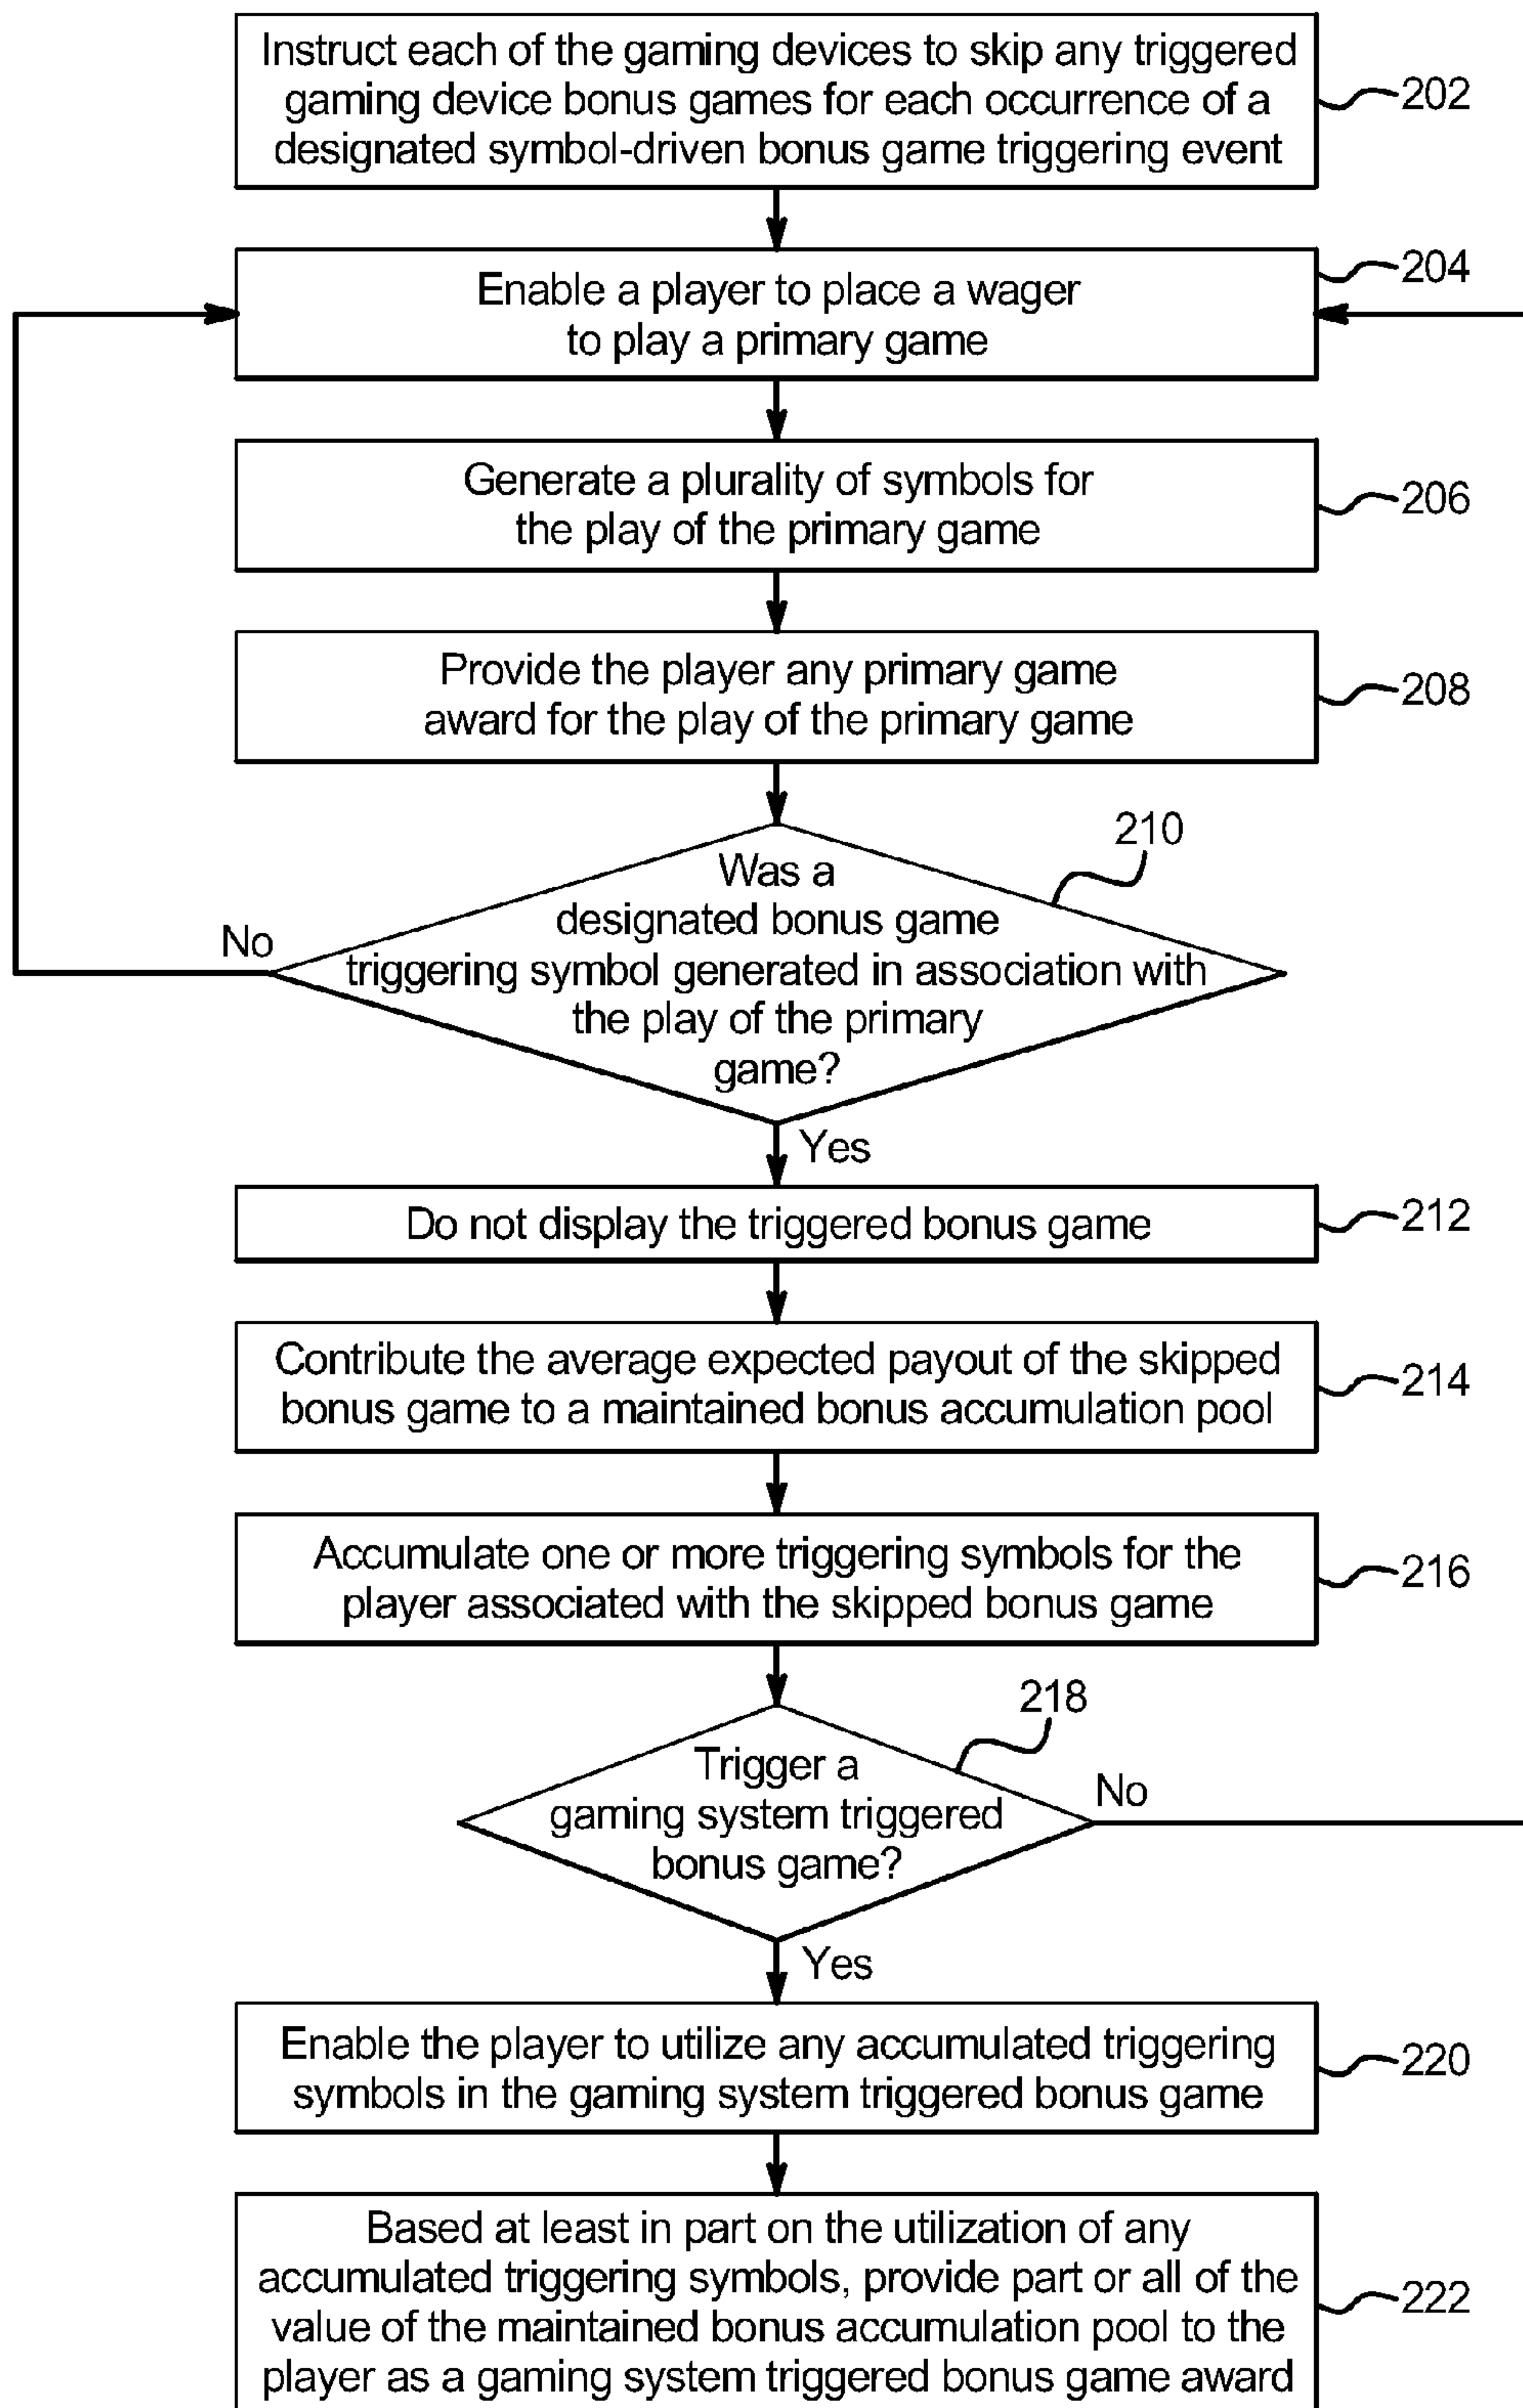 Instruct each of the gaming devices to skip any triggered
gaming device bonus games for each occurrence of a
designated symbol-driven bonus game triggering event
202
Enable a player to place a wager
to play a primary game
204
Generate a plurality of symbols for
the play of the primary game
206
Provide the player any primary game
award for the play of the primary game
208
210
Was a
designated bonus game
triggering symbol generated in association with
the play of the primary
game?
No
Yes
Do not display the triggered bonus game
212
Contribute the average expected payout of the skipped
bonus game to a maintained bonus accumulation pool
214
Accumulate one or more triggering symbols for the
player associated with the skipped bonus game
216
218
Trigger a
gaming system triggered
bonus game?
No
Yes
Enable the player to utilize any accumulated triggering
symbols in the gaming system triggered bonus game
220
Based at least in part on the utilization of any
accumulated triggering symbols, provide part or all of the
value of the maintained bonus accumulation pool to the
player as a gaming system triggered bonus game award
222